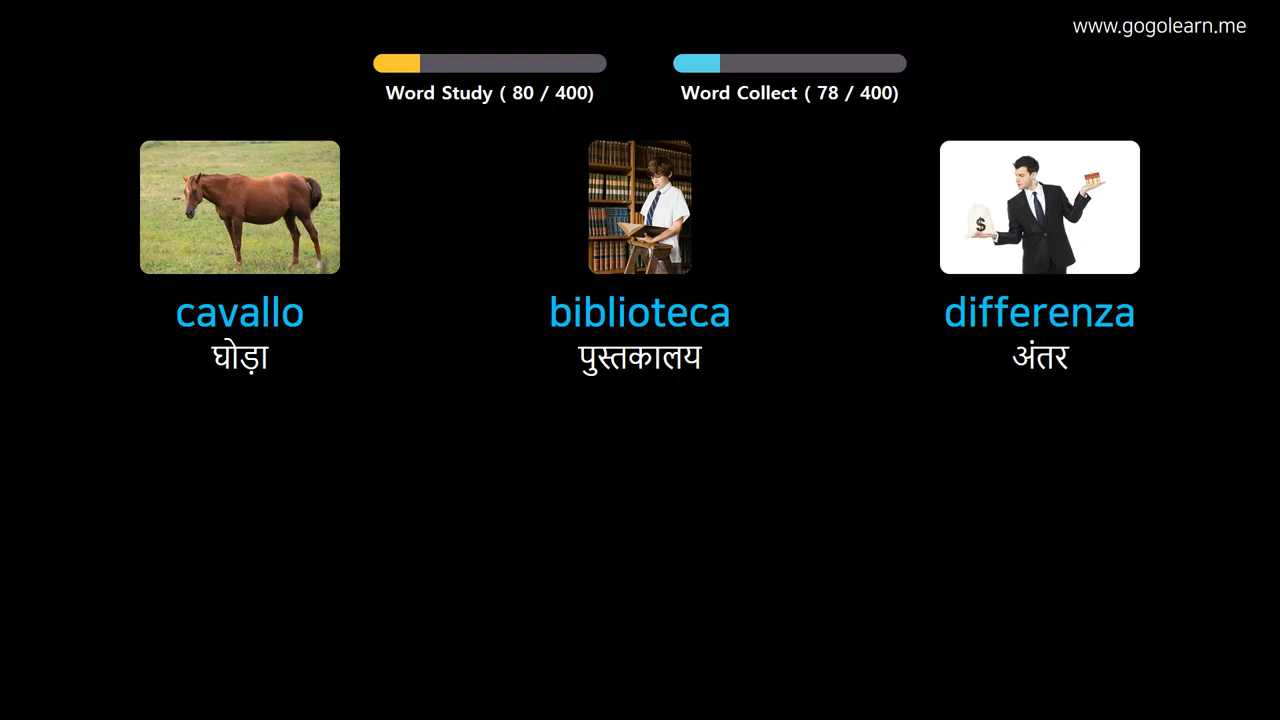 www.gogolearn.me
Word Study ( 80 / 400)
Word Collect ( 78 / 400)
$
cavallo
biblioteca
differenza
घोड़ा
पुस्तकालय
अंतर